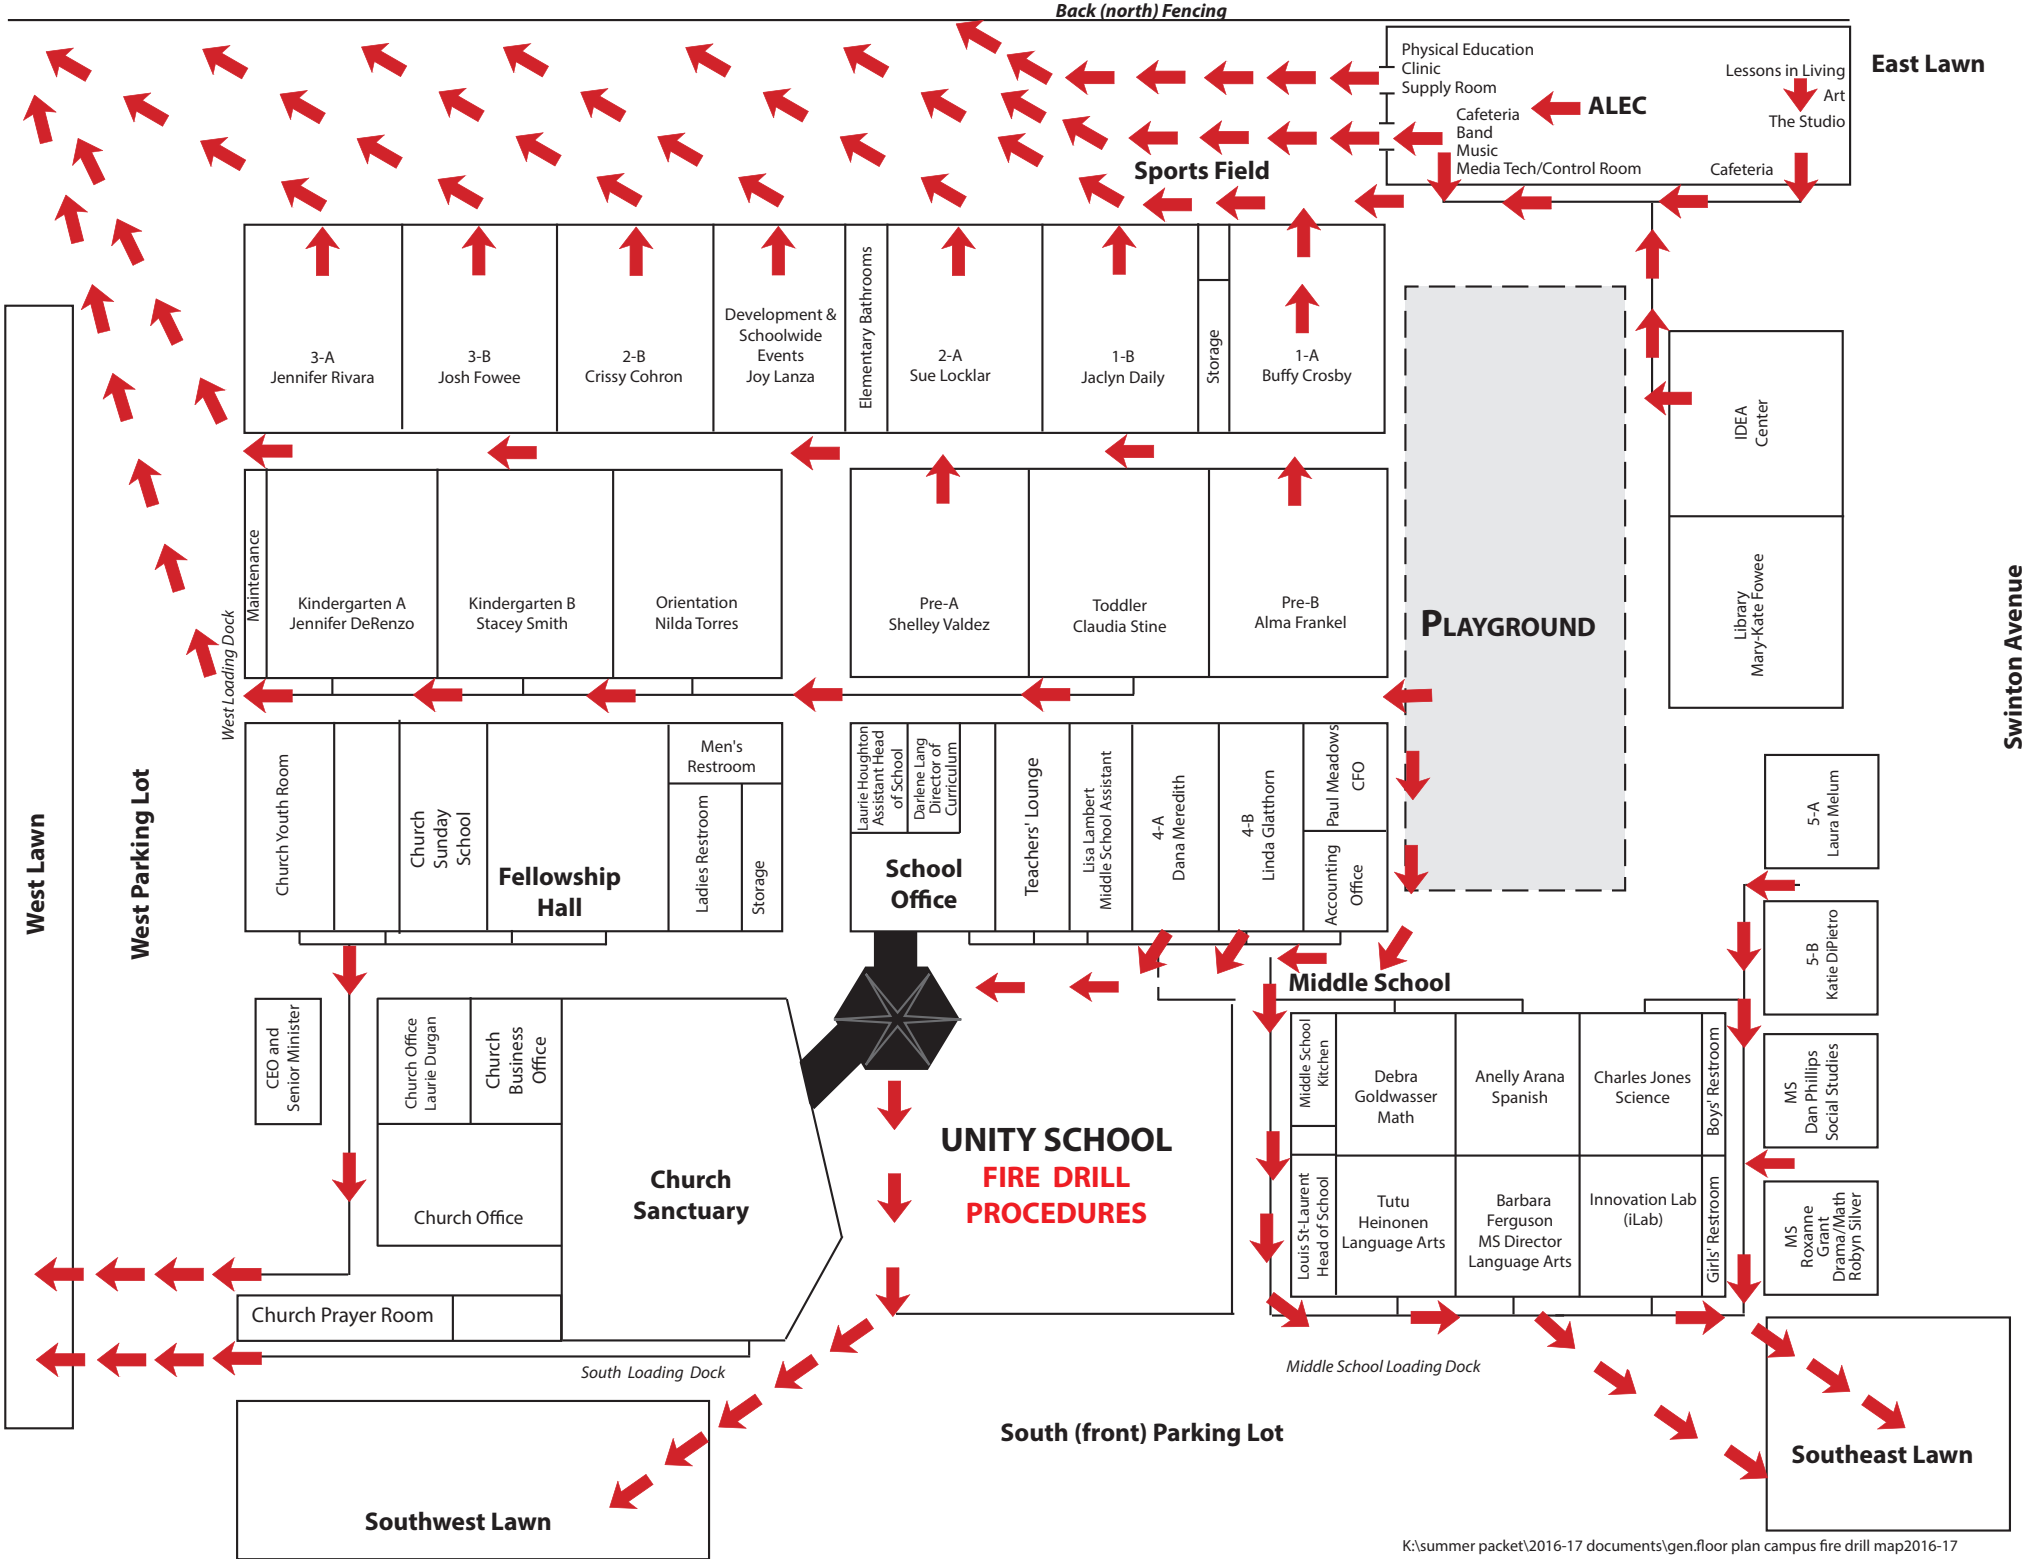 Back (north) Fencing
Physical Education
Clinic
Supply Room
Cafeteria
Band
Music
Media Tech/Control Room
ALEC
Lessons in Living
Art
The Studio
Cafeteria
East Lawn
Sports Field
3-A
Jennifer Rivara
3-B
Josh Fowee
2-B
Crissy Cohron
Development &
Schoolwide
Events
Joy Lanza
Elementary Bathrooms
2-A
Sue Locklar
1-B
Jaclyn Daily
Storage
1-A
Buffy Crosby
IDEA
Center
Library
Mary-Kate Fowee
Maintenance
West Loading Dock
Kindergarten A
Jennifer DeRenzo
Kindergarten B
Stacey Smith
Orientation
Nilda Torres
Pre-A
Shelley Valdez
Toddler
Claudia Stine
Pre-B
Alma Frankel
PLAYGROUND
Swinton Avenue
West Lawn
West Parking Lot
Church Youth Room
Church
Sunday
School
Fellowship
Hall
Men's
Restroom
Ladies Restroom
Storage
Laurie Houghton
Assistant Head
of School
Darlene Lang
Director of
Curriculum
School
Office
Teachers' Lounge
Lisa Lambert
Middle School Assistant
4-A
Dana Meredith
4-B
Linda Glatthorn
Paul Meadows
CFO
Accounting
Office
5-A
Laura Melum
5-B
Katie DiPietro
MS
Dan Phillips
Social Studies
MS
Roxanne
Grant
Drama/Math
Robyn Silver
Middle School
Middle School
Kitchen
Debra
Goldwasser
Math
Anelly Arana
Spanish
Charles Jones
Science
Boys' Restroom
Louis St-Laurent
Head of School
Tutu
Heinonen
Language Arts
Barbara
Ferguson
MS Director
Language Arts
Innovation Lab
(iLab)
Girls' Restroom
CEO and
Senior Minister
Church Office
Laurie Durgan
Church
Business
Office
Church Office
Church
Sanctuary
Church Prayer Room
UNITY SCHOOL
FIRE DRILL
PROCEDURES
South Loading Dock
Middle School Loading Dock
South (front) Parking Lot
Southwest Lawn
Southeast Lawn
K:\summer packet\2016-17 documents\gen.floor plan campus fire drill map2016-17